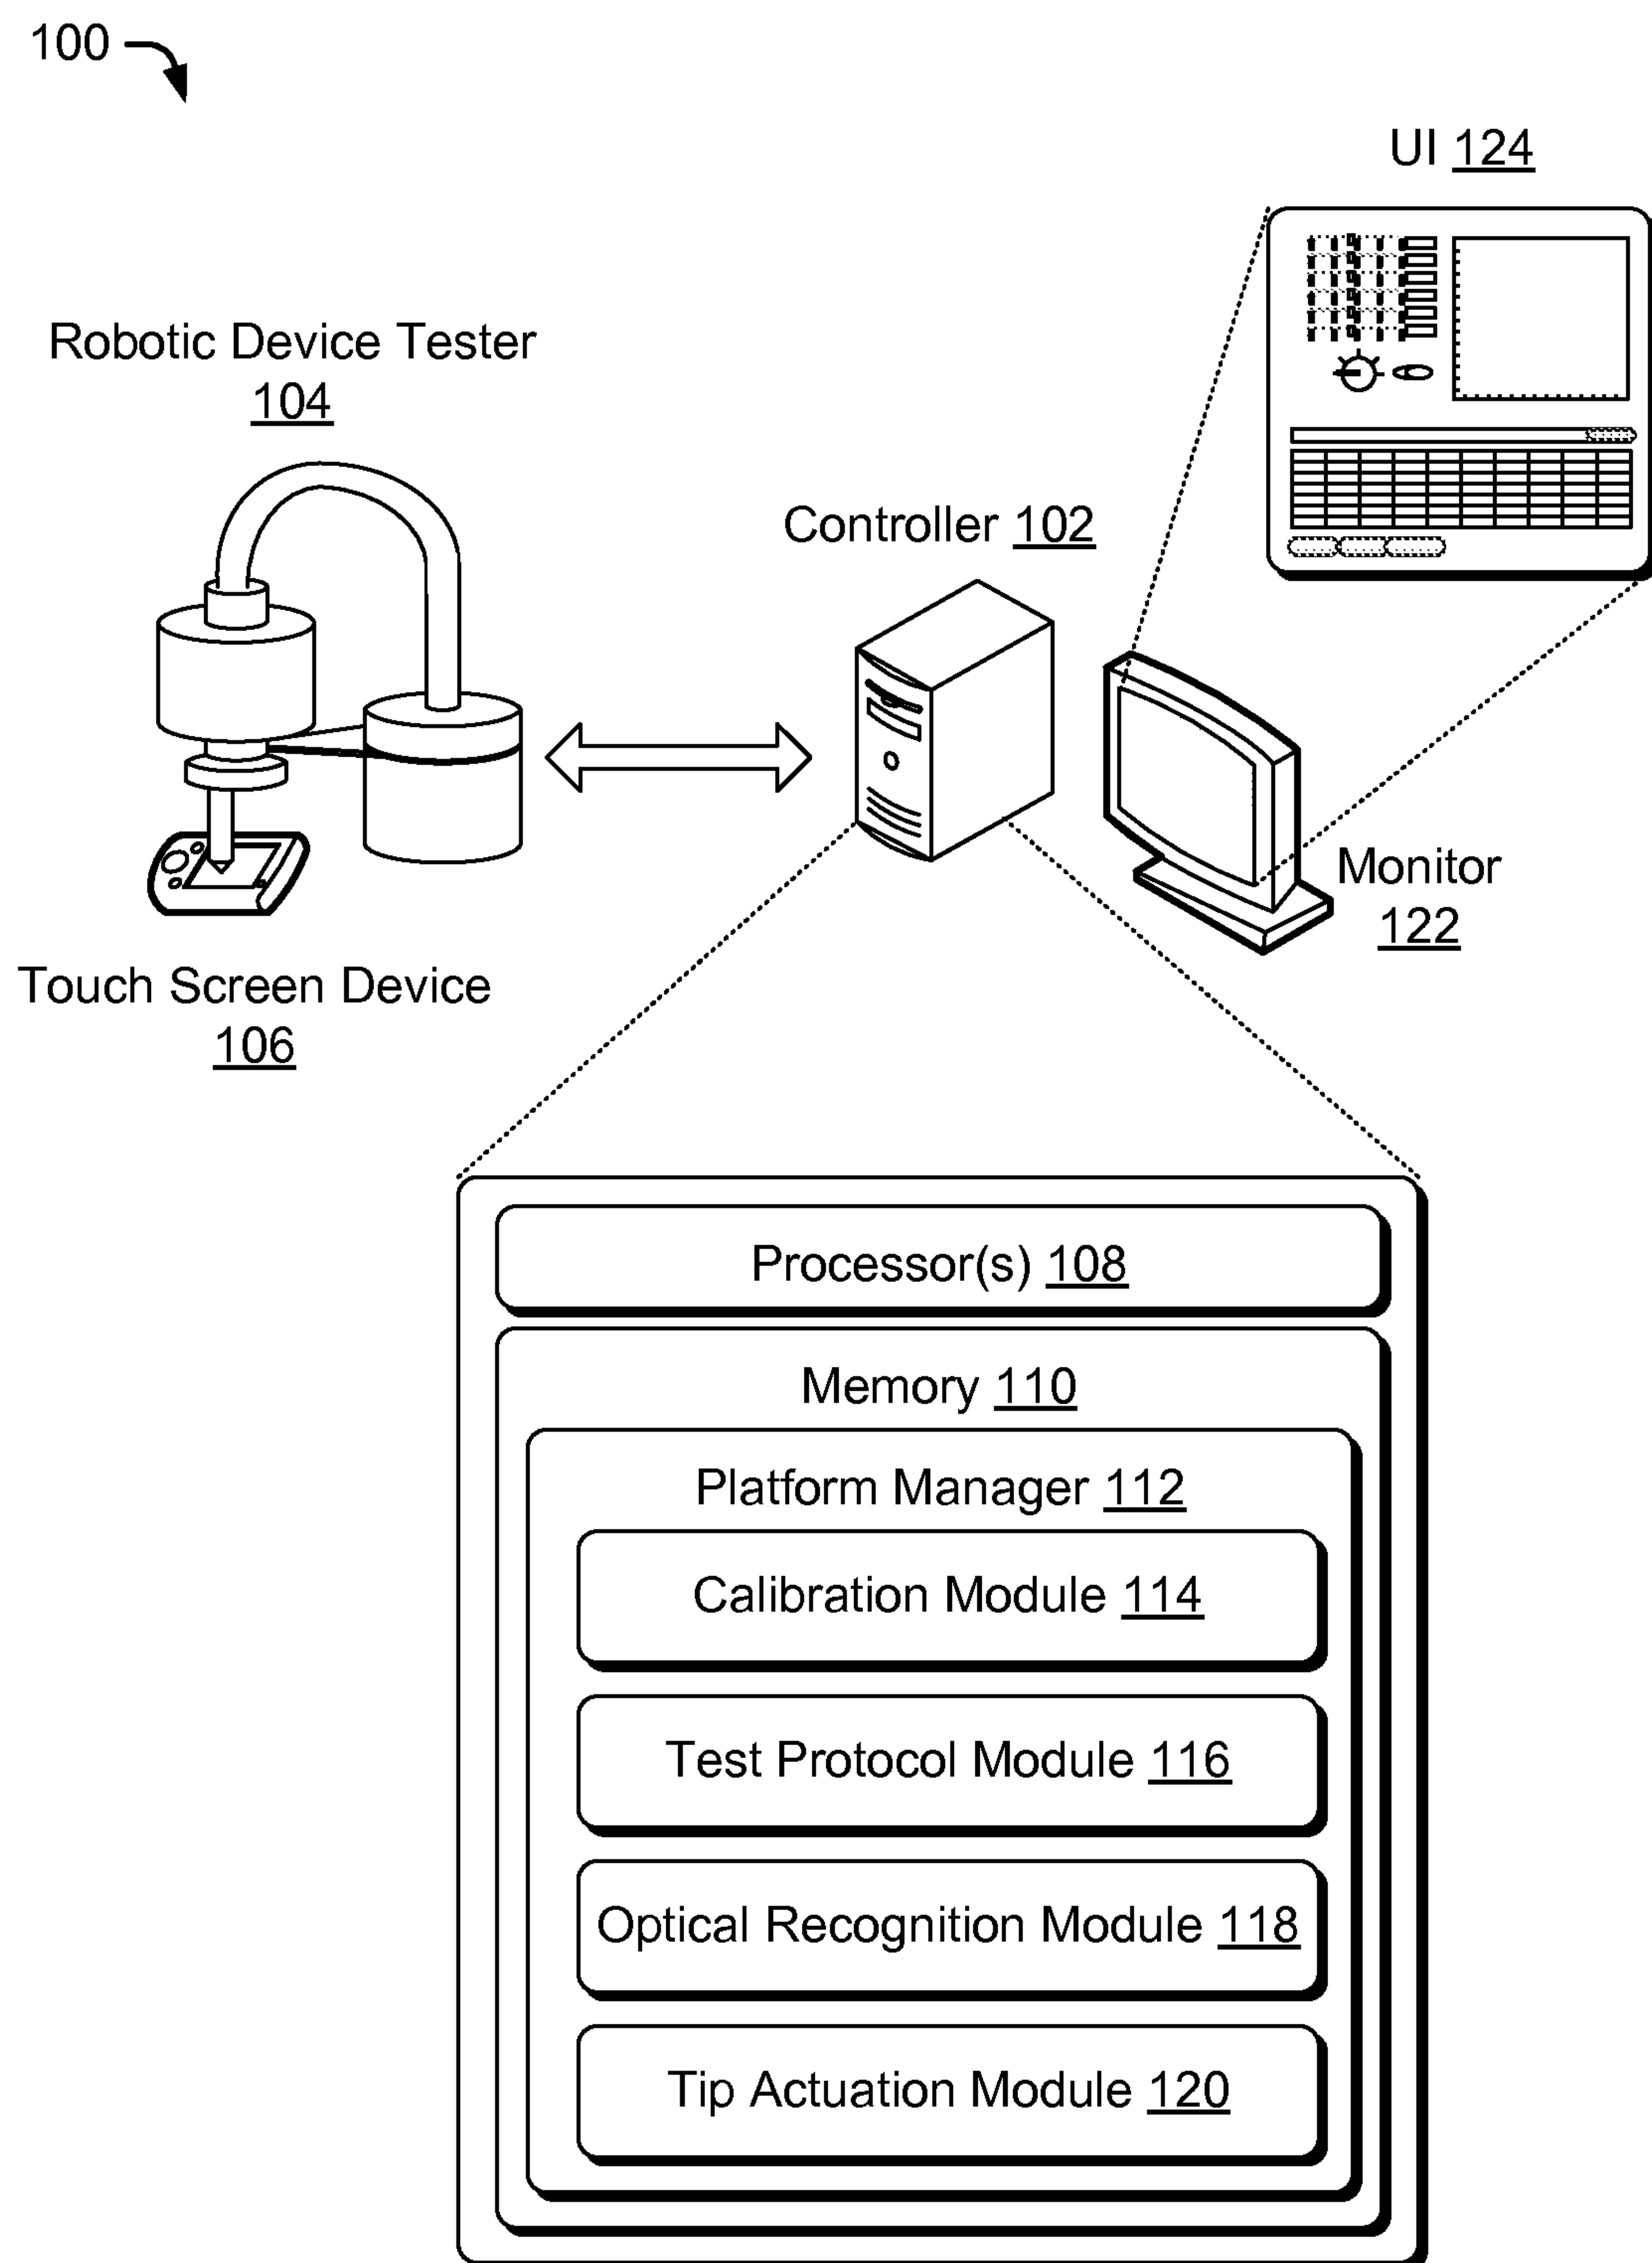 100
UI 124
Robotic Device Tester
104
Controller 102
Monitor
122
Touch Screen Device
106
Processor(s) 108
Memory 110
Platform Manager 112
Calibration Module 114
Test Protocol Module 116
Optical Recognition Module 118
Tip Actuation Module 120